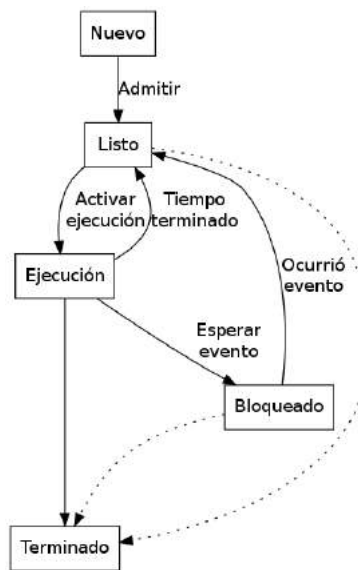 Nuevo
Admitir
Listo
Activar
ejecución
Tiempo
terminado
Ejecución
Ocurrió
evento
Esperar
evento
Bloqueado
Terminado